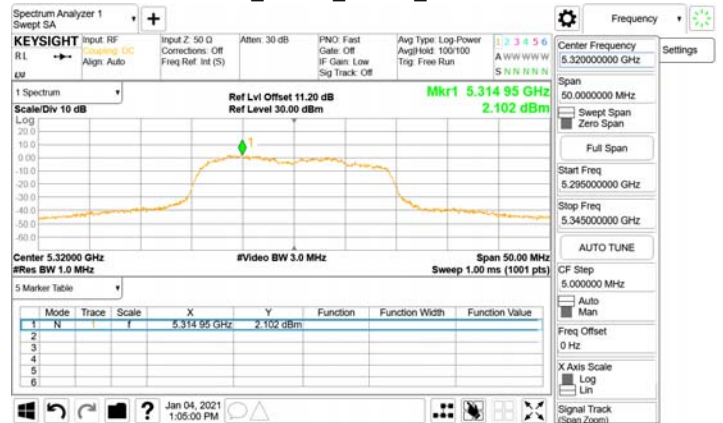 Spectrum Analyzer 1
Swept SA
Frequency
KEYSIGHT
RL
Input: RF
Coupling: DC
Align: Auto
Input Z: 50 Ω
Corrections: Off
Freq Ref: Int (S)
Atten: 30 dB
PNO: Fast
Gate: Off
IF Gain: Low
Sig Track: Off
Avg Type: Log-Power
Avg|Hold: 100/100
Trig: Free Run
1 2 3 4 5 6
A W W W W W
S N N N N N
Center Frequency
5.320000000 GHz
Settings
Span
50.0000000 MHz
Swept Span
Zero Span
Full Span
Start Freq
5.295000000 GHz
Stop Freq
5.345000000 GHz
AUTO TUNE
CF Step
5.000000 MHz
Auto
Man
Freq Offset
0 Hz
X Axis Scale
Log
Lin
Signal Track
(Span Zoom)
1 Spectrum
Scale/Div 10 dB
Ref Lvl Offset 11.20 dB
Ref Level 30.00 dBm
Mkr1 5.314 95 GHz
2.102 dBm
Log
20.0
10.0
0.00
-10.0
-20.0
-30.0
-40.0
-50.0
-60.0
1
Center 5.32000 GHz
#Res BW 1.0 MHz
#Video BW 3.0 MHz
Span 50.00 MHz
Sweep 1.00 ms (1001 pts)
5 Marker Table
Mode Trace Scale X Y Function Function Width Function Value
1 N 1 f 5.314 95 GHz 2.102 dBm
2
3
4
5
6
? Jan 04, 2021
1:05:00 PM